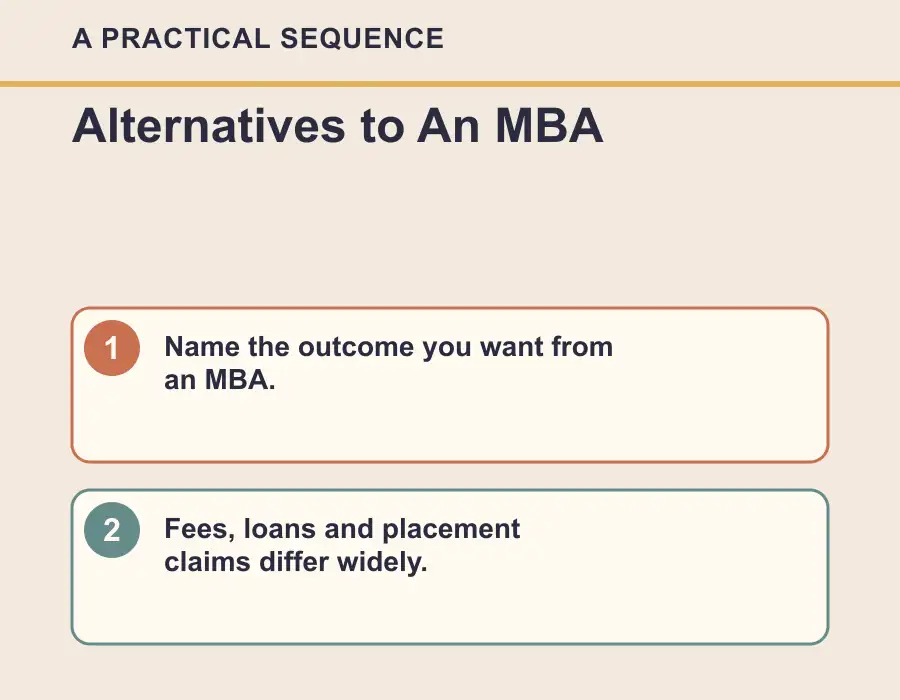 A PRACTICAL SEQUENCE
Alternatives to An MBA
1
Name the outcome you want from
an MBA.
2
Fees, loans and placement
claims differ widely.